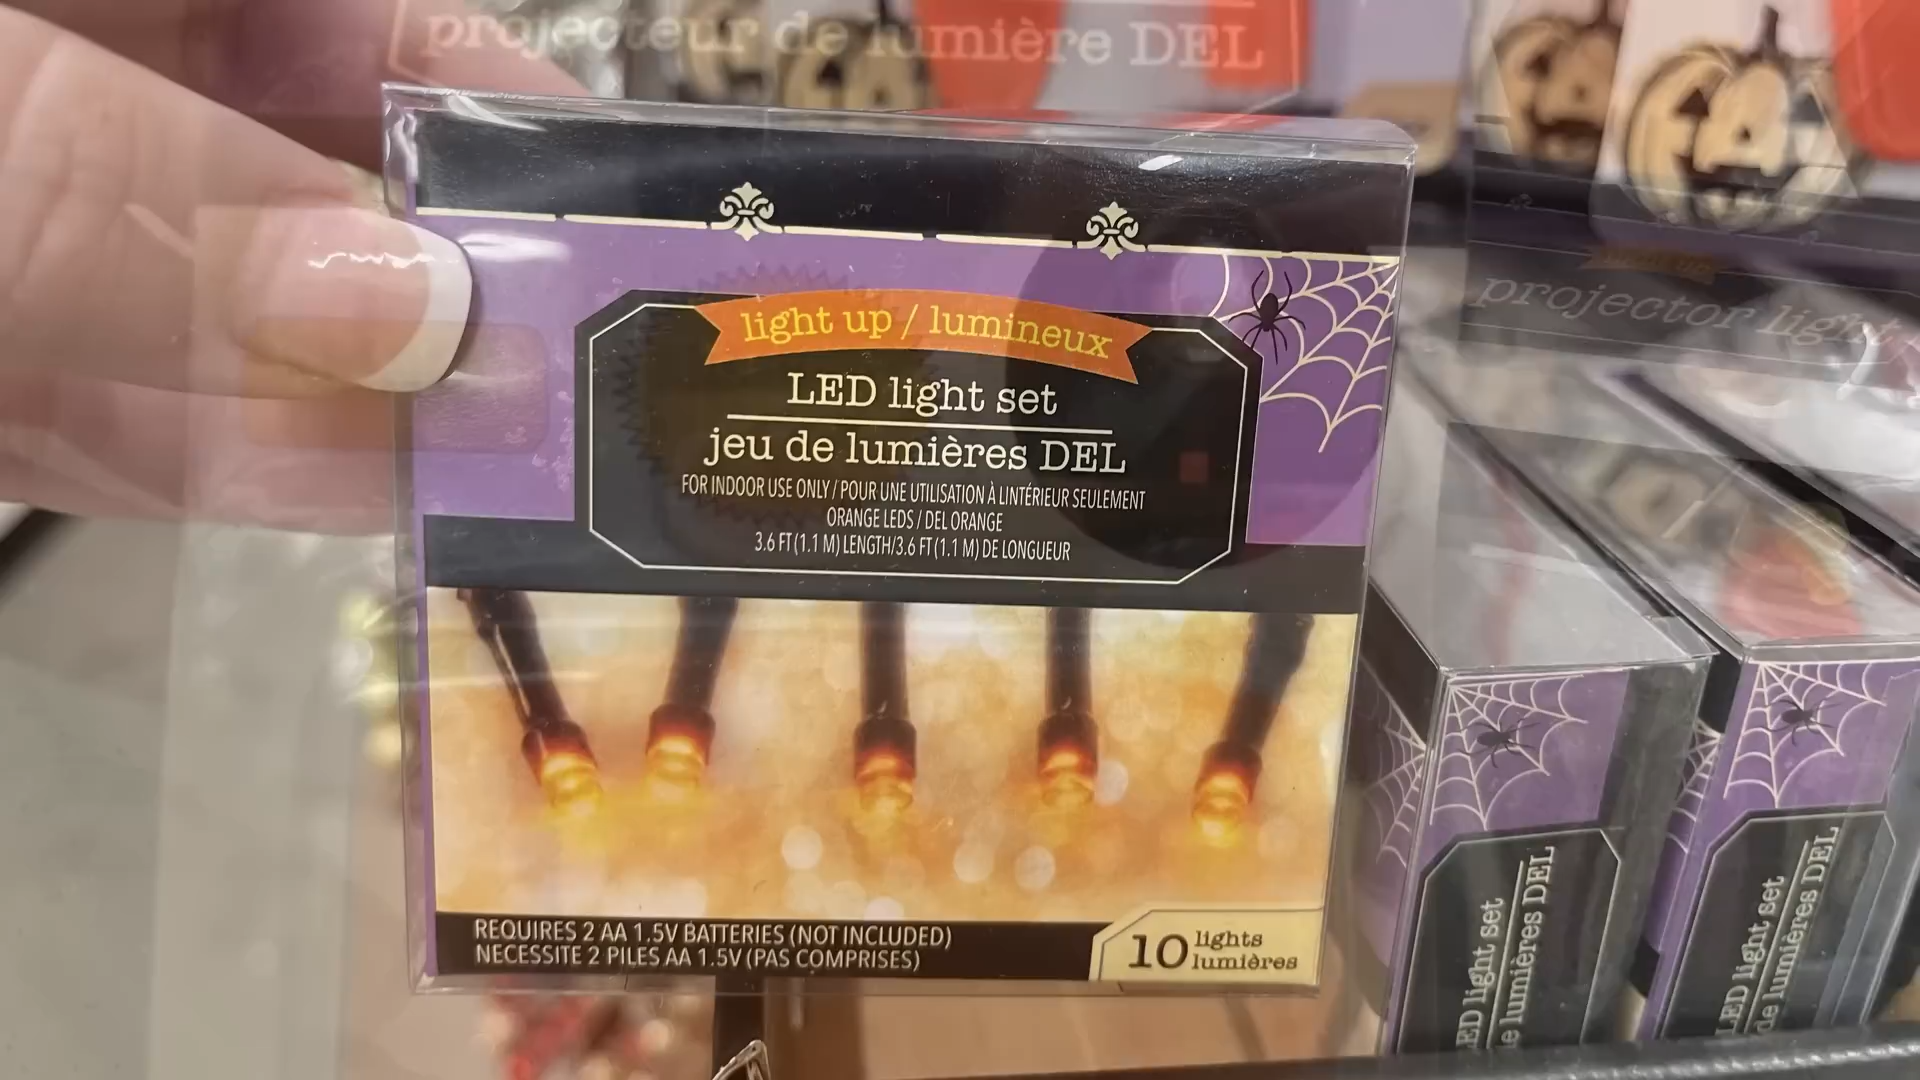 projecteur de lumière DEL
light up / lumineux
LED light set
jeu de lumières DEL
FOR INDOOR USE ONLY / POUR UNE UTILISATION À L'INTÉRIEUR SEULEMENT
ORANGE LEDS / DEL ORANGE
3.6 FT (1.1 M) LENGTH/3.6 FT (1.1 M) DE LONGUEUR
REQUIRES 2 AA 1.5V BATTERIES (NOT INCLUDED)
NECESSITE 2 PILES AA 1.5V (PAS COMPRISES)
10 lights
lumières
projector light
LED light set
de lumières DEL
LED light set
de lumières DEL